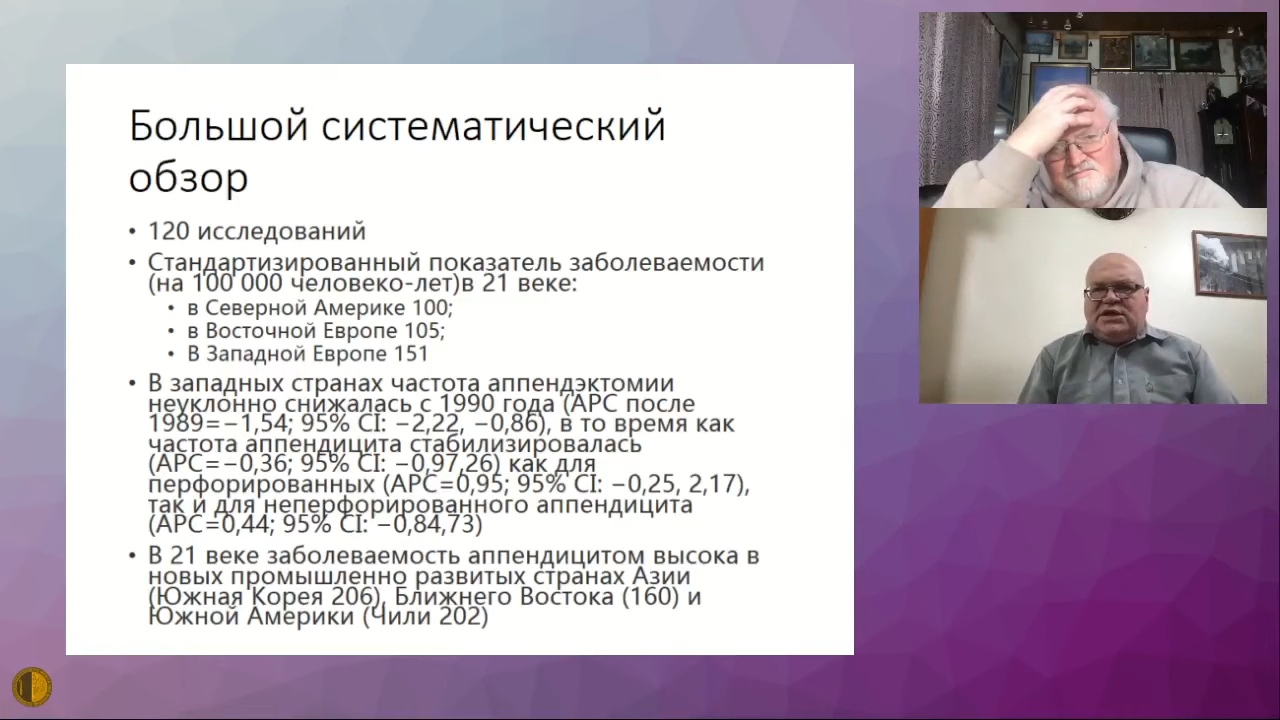 Большой систематический
обзор
• 120 исследований
• Стандартизированный показатель заболеваемости
(на 100 000 человеко-лет)в 21 веке:
• в Северной Америке 100;
• в Восточной Европе 105;
• В Западной Европе 151
• В западных странах частота аппендэктомии
неуклонно снижалась с 1990 года (APC после
1989=−1,54; 95% CI: −2,22, −0,86), в то время как
частота аппендицита стабилизировалась
(APC=−0,36; 95% CI: −0,97,26) как для
перфорированных (APC=0,95; 95% CI: −0,25, 2,17),
так и для неперфорированного аппендицита
(APC=0,44; 95% CI: −0,84,73)
• В 21 веке заболеваемость аппендицитом высока в
новых промышленно развитых странах Азии
(Южная Корея 206), Ближнего Востока (160) и
Южной Америки (Чили 202)